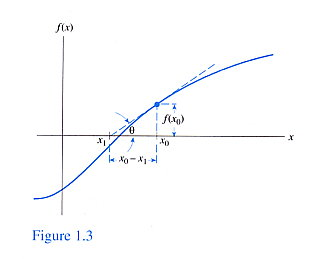 f(x)
θ
f(x₀)
x₁
x₀
x
x₀ – x₁
Figure 1.3